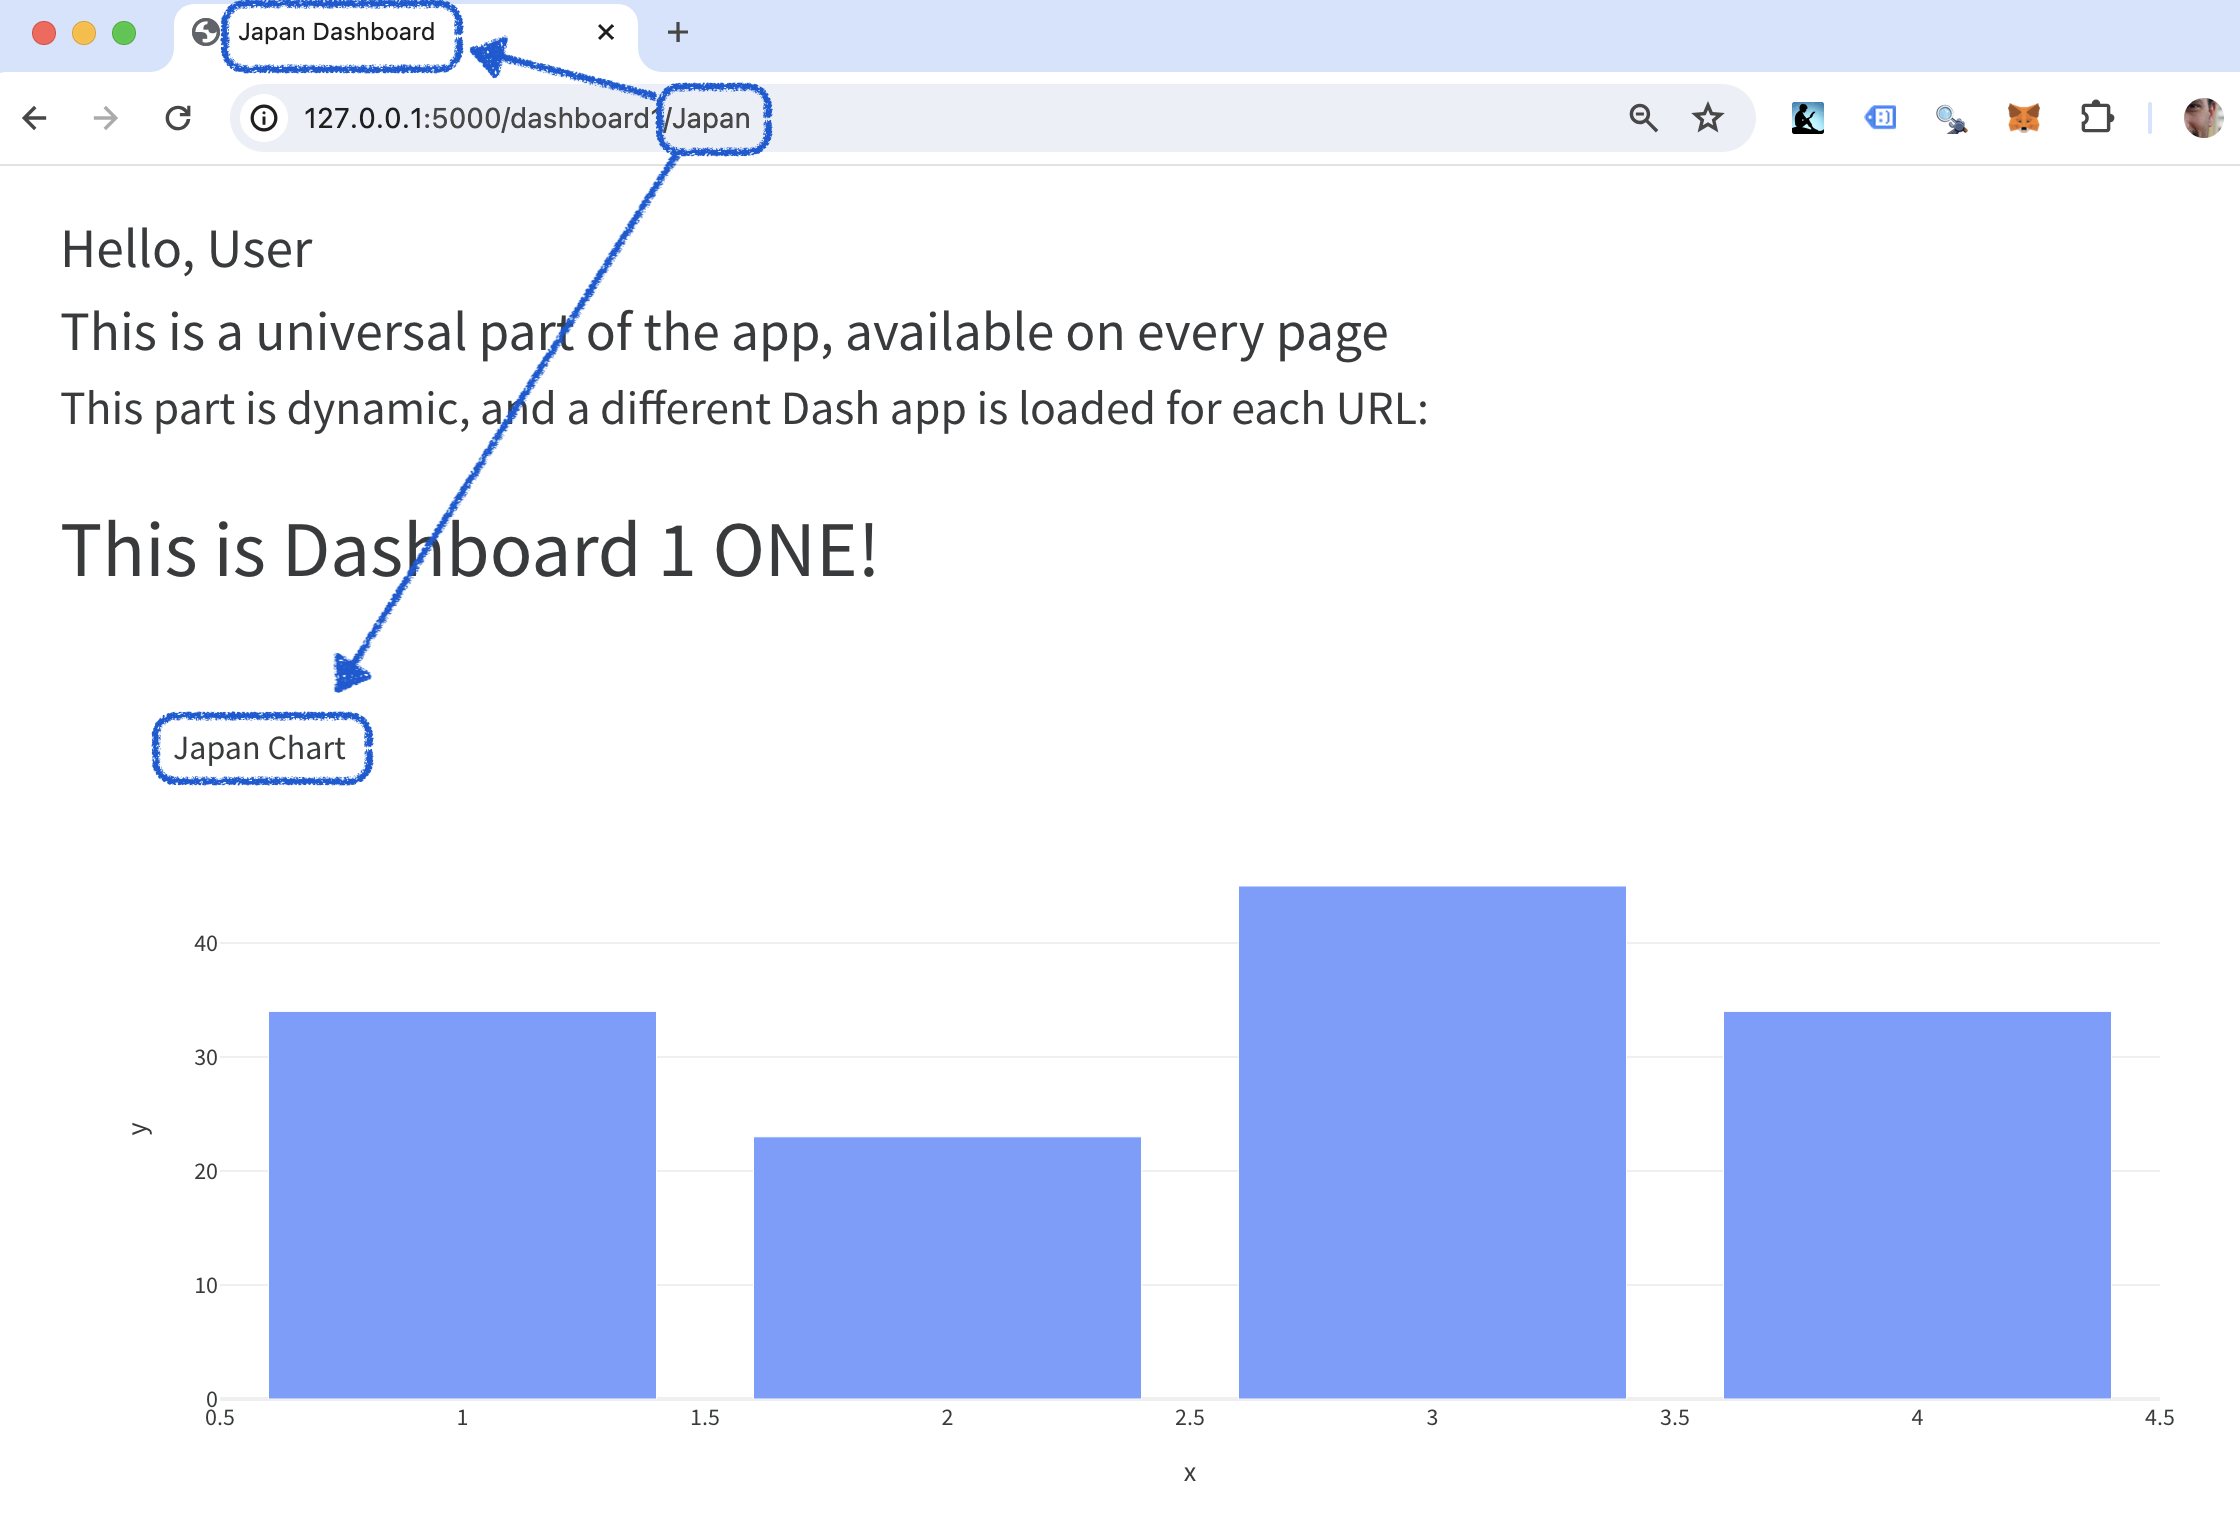 Japan Dashboard
127.0.0.1:5000/dashboard1/Japan
Hello, User
This is a universal part of the app, available on every page
This part is dynamic, and a different Dash app is loaded for each URL:
This is Dashboard 1 ONE!
Japan Chart
40
30
20
10
0
y
0.5 1 1.5 2 2.5 3 3.5 4 4.5
x